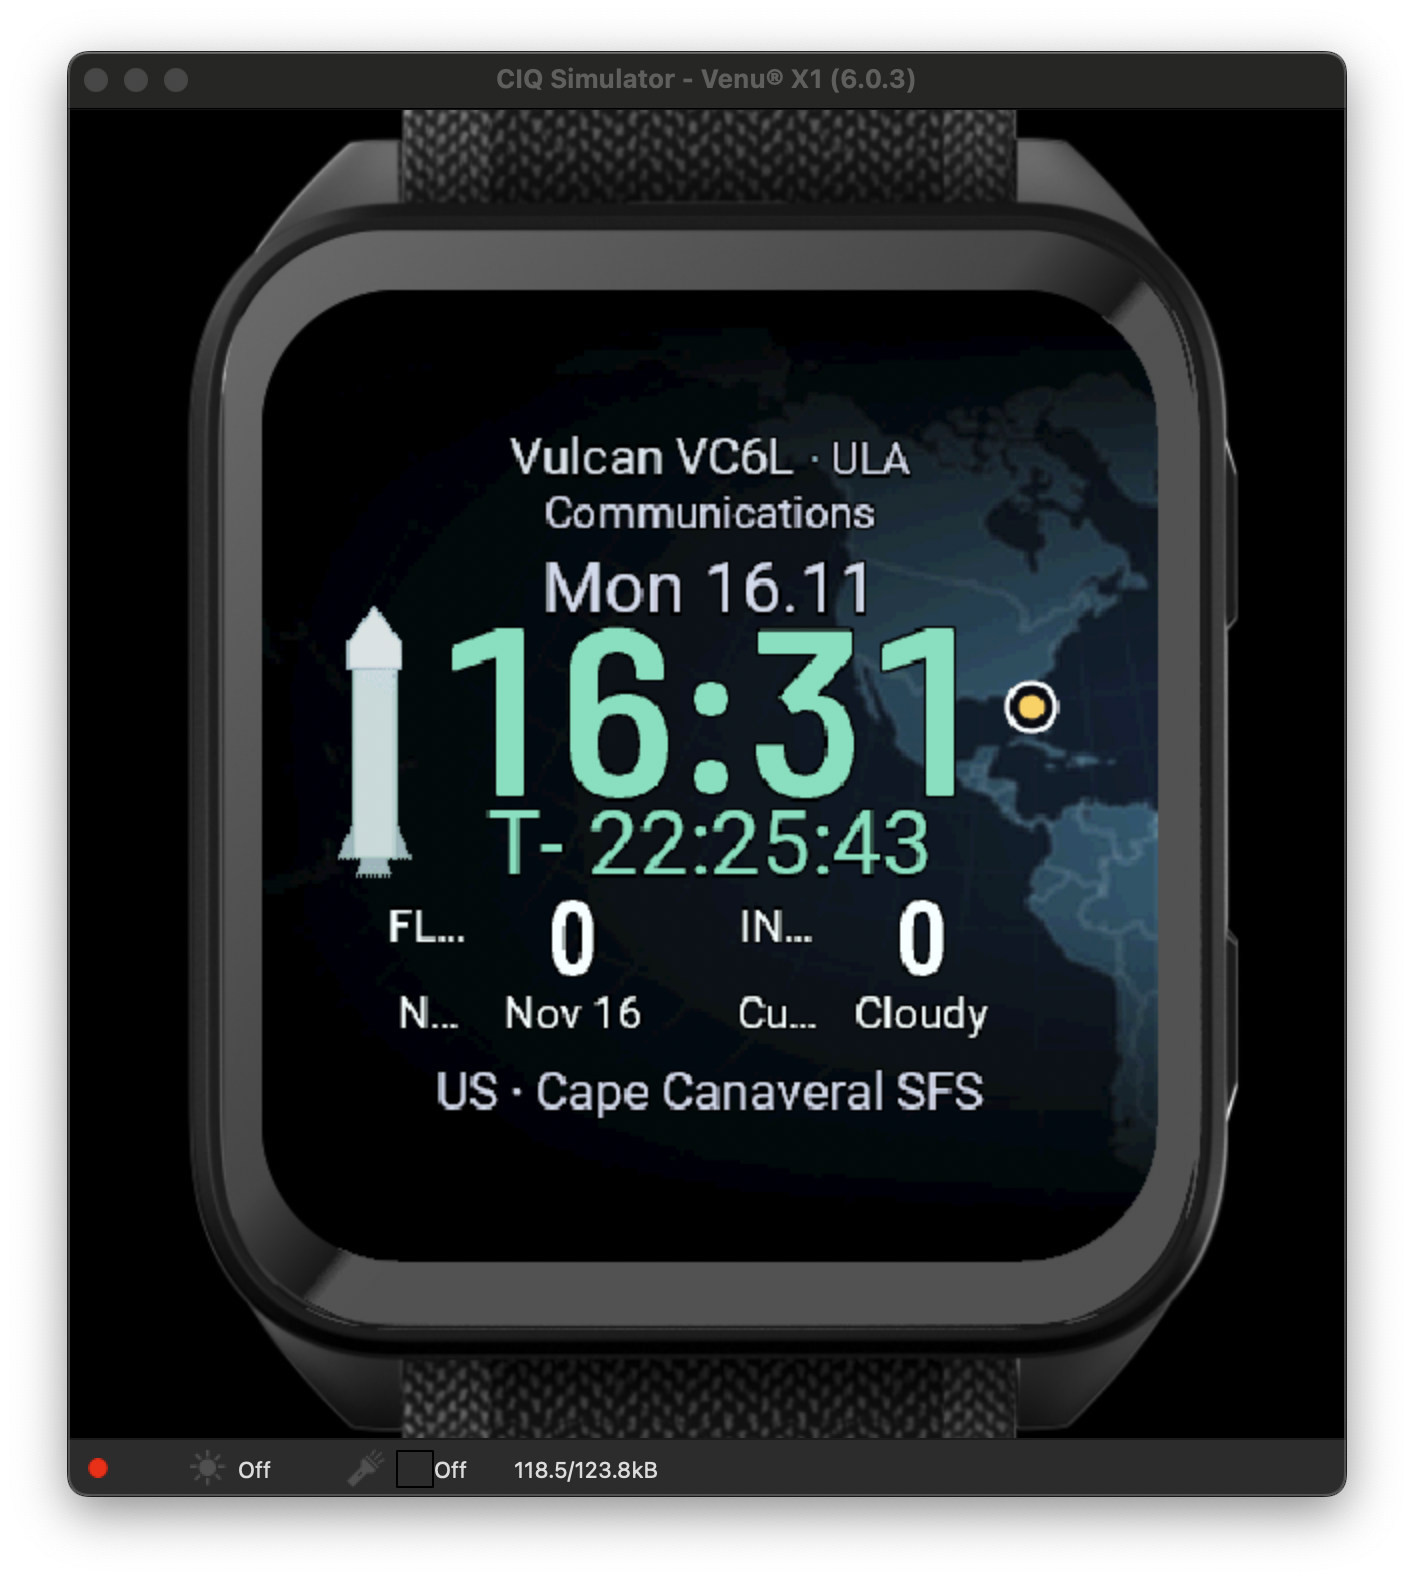 CIQ Simulator - Venu® X1 (6.0.3)
Vulcan VC6L · ULA
Communications
Mon 16.11
16:31
T- 22:25:43
FL... 0 IN... 0
N... Nov 16 Cu... Cloudy
US · Cape Canaveral SFS
Off Off 118.5/123.8kB